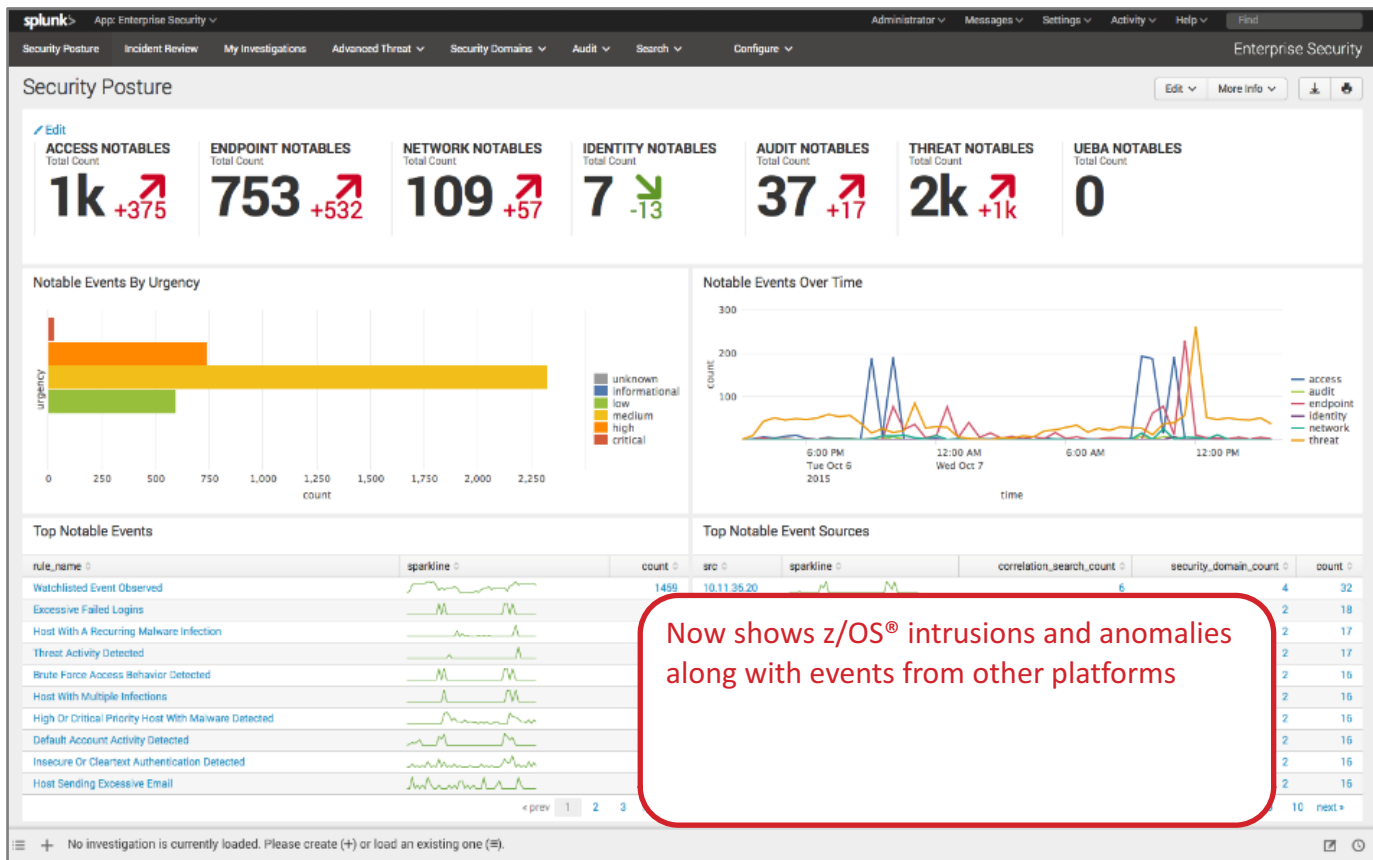 splunk> App: Enterprise Security Administrator Messages Settings Activity Help Find
Security Posture Incident Review My Investigations Advanced Threat Security Domains Audit Search Configure Enterprise Security
Security Posture Edit More Info
Edit
ACCESS NOTABLES ENDPOINT NOTABLES NETWORK NOTABLES IDENTITY NOTABLES AUDIT NOTABLES THREAT NOTABLES UEBA NOTABLES
Total Count Total Count Total Count Total Count Total Count Total Count Total Count
1k +375 753 +532 109 +57 7 -13 37 +17 2k +1k 0
Notable Events By Urgency
urgency
unknown
informational
low
medium
high
critical
0 250 500 750 1,000 1,250 1,500 1,750 2,000 2,250
count
Notable Events Over Time
300
200
100
count
access
audit
endpoint
identity
network
threat
6:00 PM 12:00 AM 6:00 AM 12:00 PM
Tue Oct 6 Wed Oct 7
2015
time
Top Notable Events
rule_name sparkline count
Watchlisted Event Observed 1459
Excessive Failed Logins
Host With A Recurring Malware Infection
Threat Activity Detected
Brute Force Access Behavior Detected
Host With Multiple Infections
High Or Critical Priority Host With Malware Detected
Default Account Activity Detected
Insecure Or Cleartext Authentication Detected
Host Sending Excessive Email
« prev 1 2 3
Top Notable Event Sources
src sparkline correlation_search_count security_domain_count count
10.11.36.20 6 4 32
2 18
2 17
2 17
2 16
2 16
2 16
2 16
2 16
2 16
10 next »
Now shows z/OS® intrusions and anomalies
along with events from other platforms
No investigation is currently loaded. Please create (+) or load an existing one (≡).